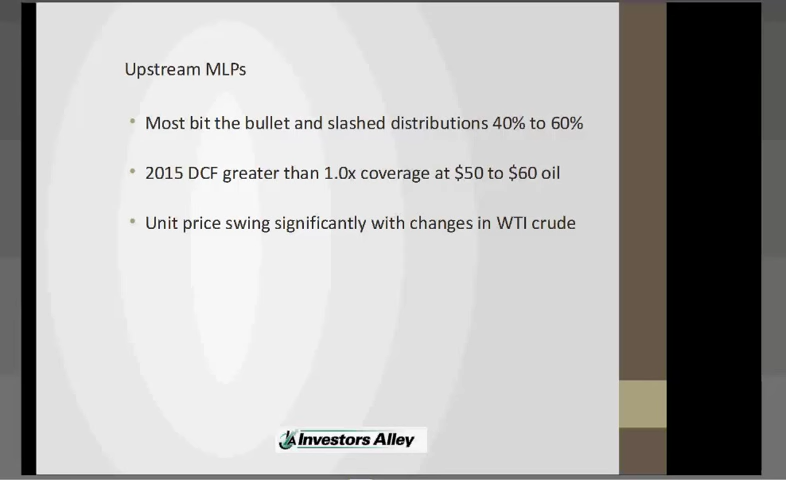 Upstream MLPs
• Most bit the bullet and slashed distributions 40% to 60%
• 2015 DCF greater than 1.0x coverage at $50 to $60 oil
• Unit price swing significantly with changes in WTI crude
Investors Alley